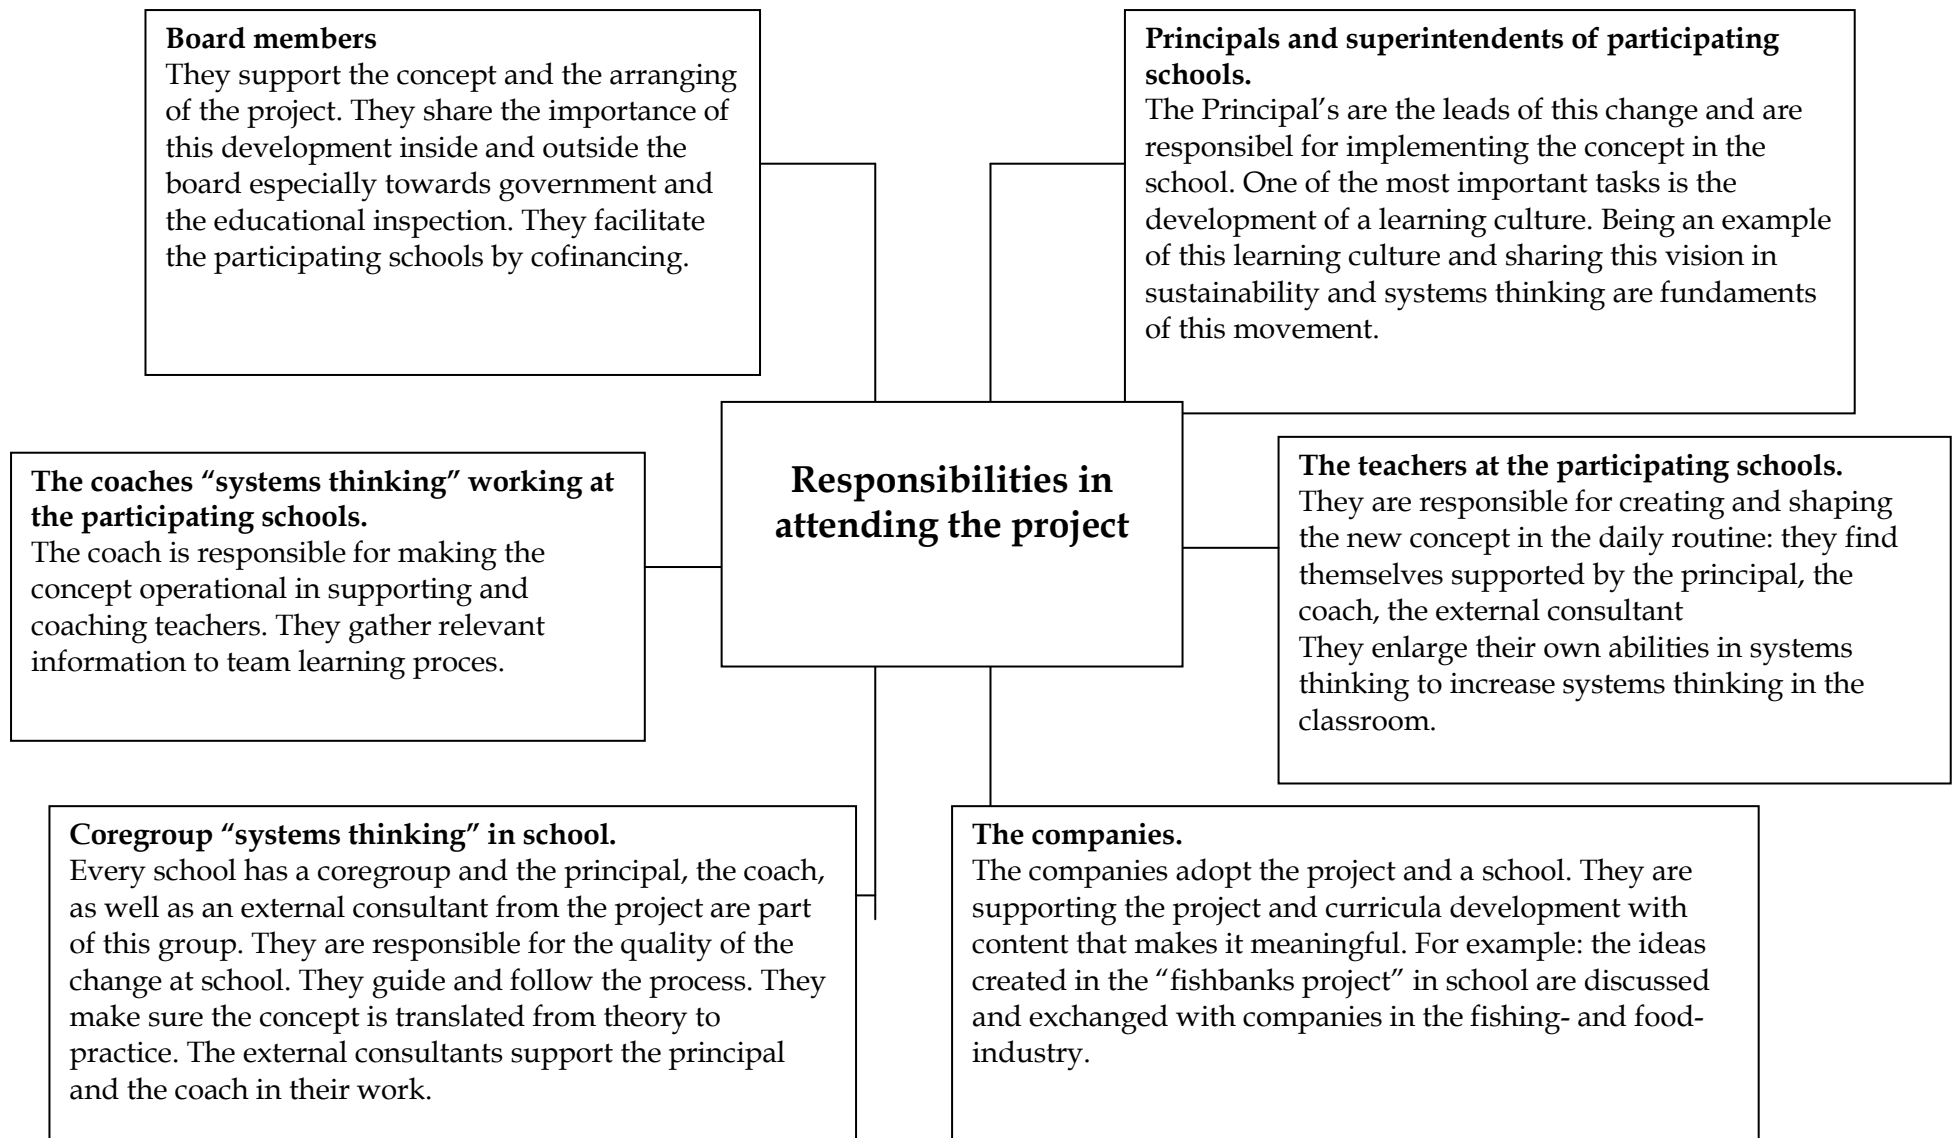 Board members
They support the concept and the arranging
of the project. They share the importance of
this development inside and outside the
board especially towards government and
the educational inspection. They facilitate
the participating schools by cofinancing.
Principals and superintendents of participating
schools.
The Principal’s are the leads of this change and are
responsibel for implementing the concept in the
school. One of the most important tasks is the
development of a learning culture. Being an example
of this learning culture and sharing this vision in
sustainability and systems thinking are fundaments
of this movement.
Responsibilities in
attending the project
The coaches “systems thinking” working at
the participating schools.
The coach is responsible for making the
concept operational in supporting and
coaching teachers. They gather relevant
information to team learning proces.
The teachers at the participating schools.
They are responsible for creating and shaping
the new concept in the daily routine: they find
themselves supported by the principal, the
coach, the external consultant
They enlarge their own abilities in systems
thinking to increase systems thinking in the
classroom.
Coregroup “systems thinking” in school.
Every school has a coregroup and the principal, the coach,
as well as an external consultant from the project are part
of this group. They are responsible for the quality of the
change at school. They guide and follow the process. They
make sure the concept is translated from theory to
practice. The external consultants support the principal
and the coach in their work.
The companies.
The companies adopt the project and a school. They are
supporting the project and curricula development with
content that makes it meaningful. For example: the ideas
created in the “fishbanks project” in school are discussed
and exchanged with companies in the fishing- and food-
industry.